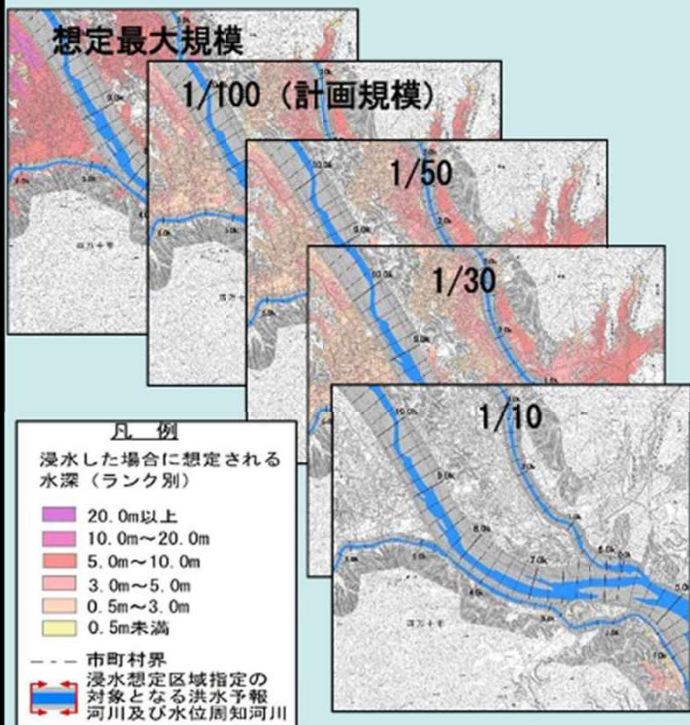 想定最大規模
1/100（計画規模）
1/50
1/30
1/10
凡 例
浸水した場合に想定される
水深（ランク別）
20.0m以上
10.0m～20.0m
5.0m～10.0m
3.0m～5.0m
0.5m～3.0m
0.5m未満
市町村界
浸水想定区域指定の
対象となる洪水予報
河川及び水位周知河川